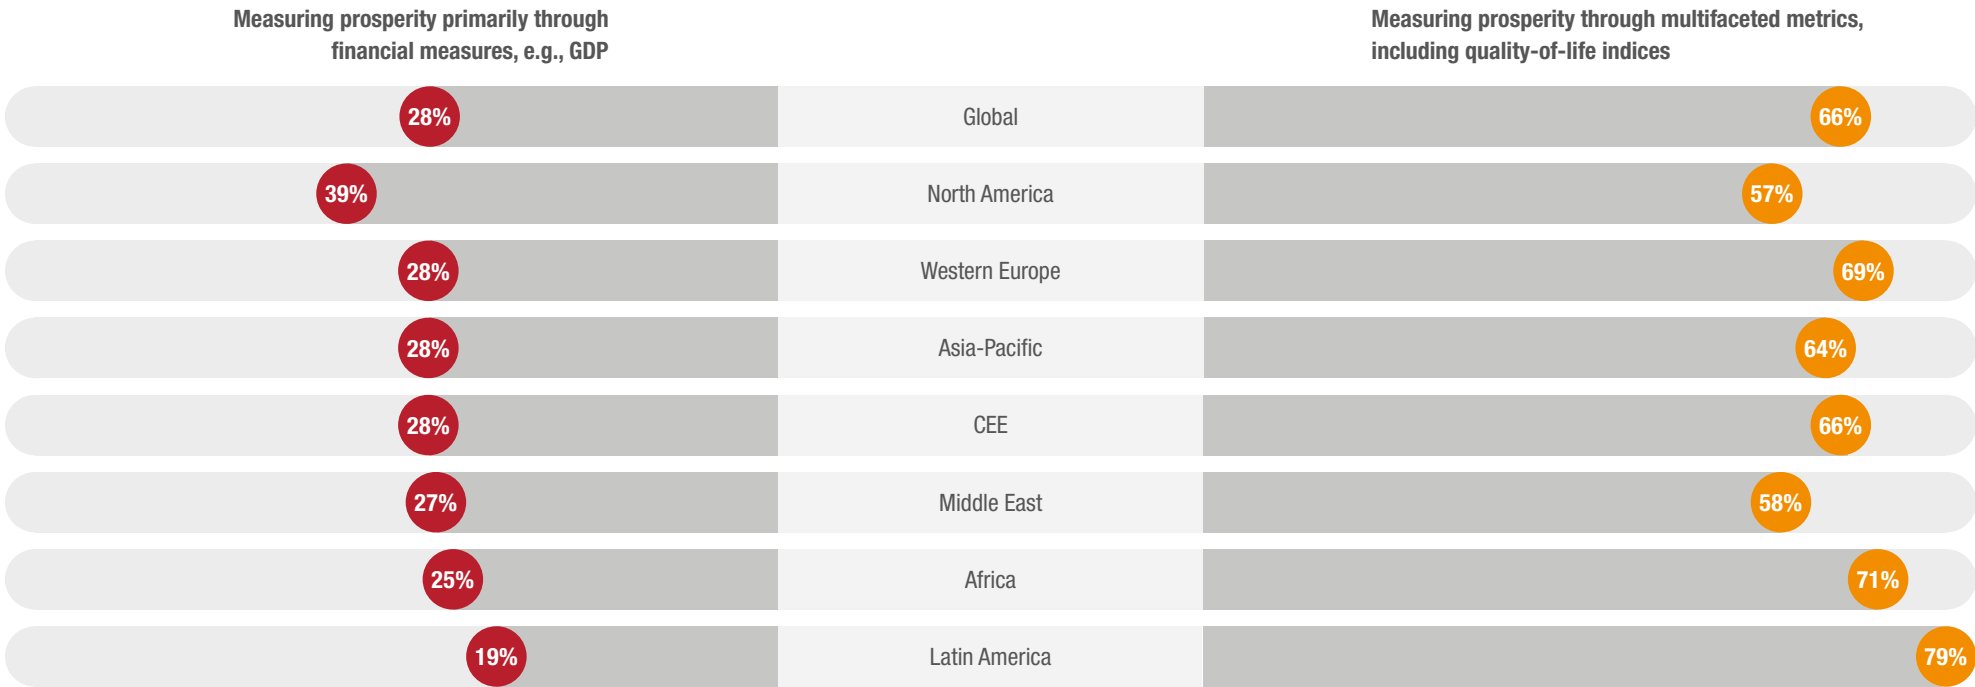 Measuring prosperity primarily through
financial measures, e.g., GDP
Measuring prosperity through multifaceted metrics,
including quality-of-life indices
28% Global 66%
39% North America 57%
28% Western Europe 69%
28% Asia-Pacific 64%
28% CEE 66%
27% Middle East 58%
25% Africa 71%
19% Latin America 79%